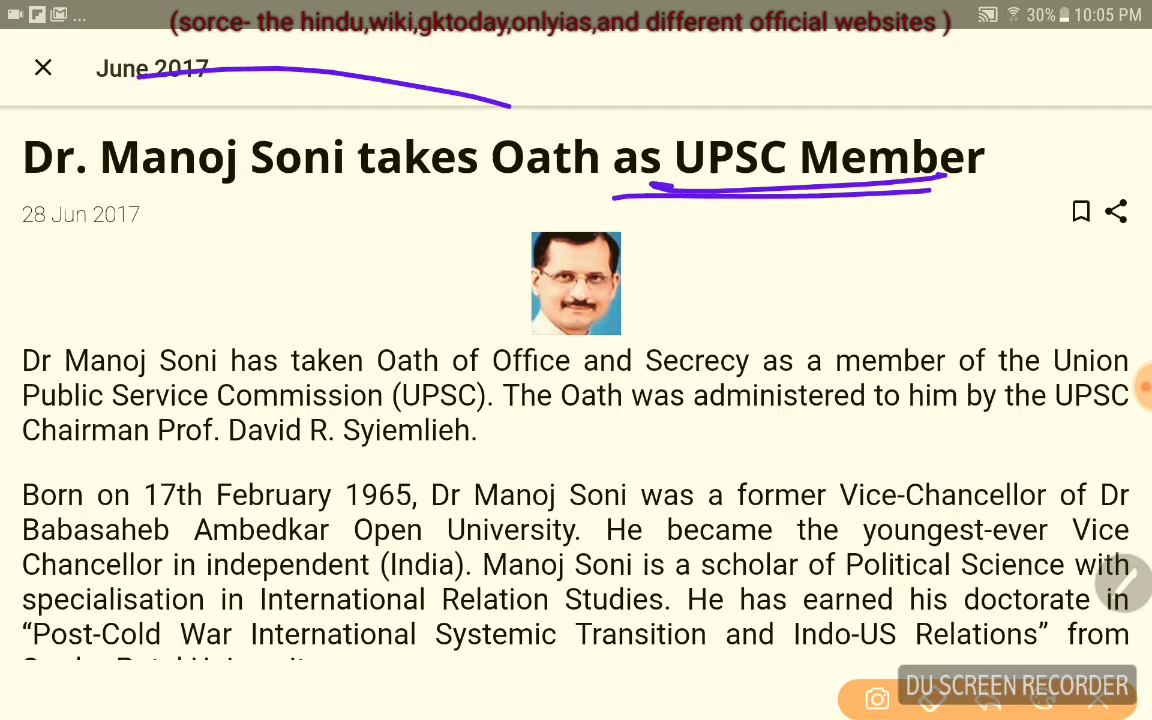 (sorce- the hindu,wiki,gktoday,onlyias,and different official websites )
30% 10:05 PM
June 2017
Dr. Manoj Soni takes Oath as UPSC Member
28 Jun 2017
Dr Manoj Soni has taken Oath of Office and Secrecy as a member of the Union
Public Service Commission (UPSC). The Oath was administered to him by the UPSC
Chairman Prof. David R. Syiemlieh.
Born on 17th February 1965, Dr Manoj Soni was a former Vice-Chancellor of Dr
Babasaheb Ambedkar Open University. He became the youngest-ever Vice
Chancellor in independent (India). Manoj Soni is a scholar of Political Science with
specialisation in International Relation Studies. He has earned his doctorate in
“Post-Cold War International Systemic Transition and Indo-US Relations” from
DU SCREEN RECORDER